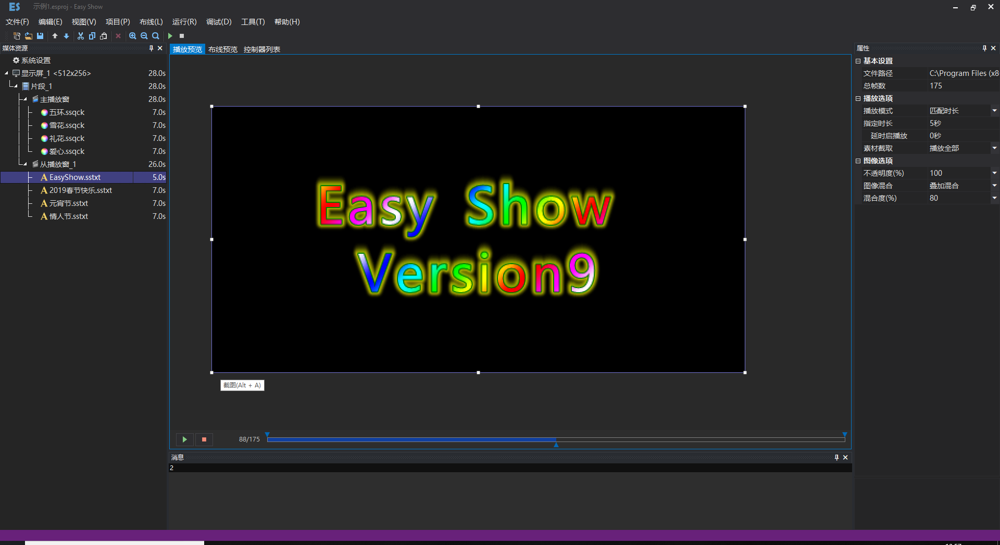 ES 示例1.esproj - Easy Show
文件(F) 编辑(E) 视图(V) 项目(P) 布线(L) 运行(R) 调试(D) 工具(T) 帮助(H)
媒体资源
系统设置
显示屏_1 <512x256> 28.0s
片段_1 28.0s
主播放窗 28.0s
五环.ssqck 7.0s
雪花.ssqck 7.0s
礼花.ssqck 7.0s
爱心.ssqck 7.0s
从播放窗_1 26.0s
EasyShow.sstxt 5.0s
2019春节快乐.sstxt 7.0s
元宵节.sstxt 7.0s
情人节.sstxt 7.0s
播放预览 布线预览 控制器列表
Easy Show
Version9
截图(Alt + A)
88/175
消息
2
属性
基本设置
文件路径 C:\Program Files (x8
总帧数 175
播放选项
播放模式 匹配时长
指定时长 5秒
延时启播放 0秒
素材截取 播放全部
图像选项
不透明度(%) 100
图像混合 叠加混合
混合度(%) 80